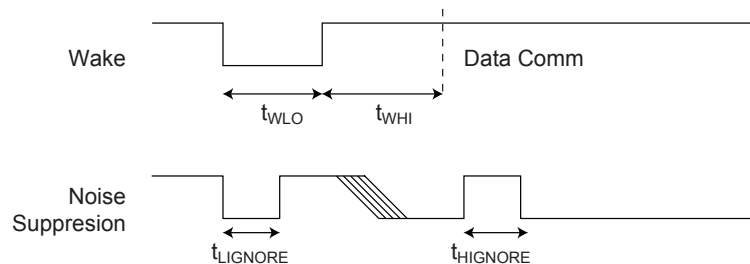 Wake
Data Comm
tWLO
tWHI
Noise
Suppresion
tLIGNORE
tHIGNORE